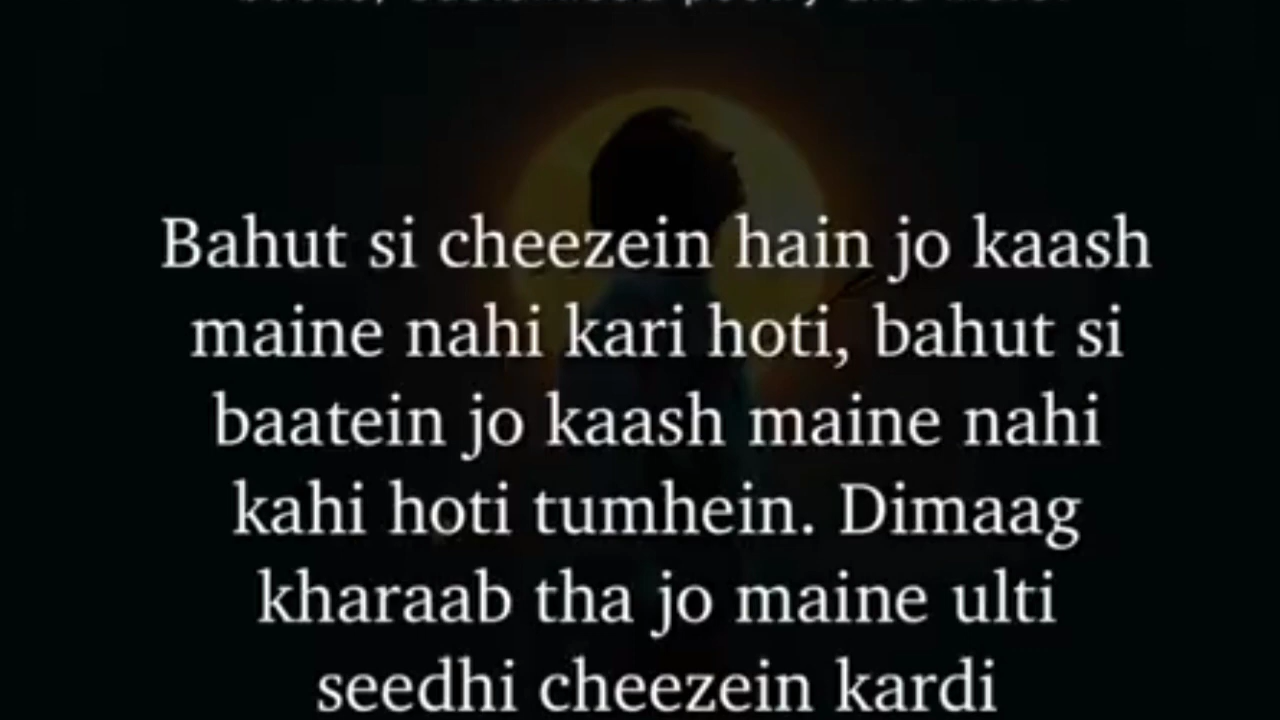 Bahut si cheezein hain jo kaash
maine nahi kari hoti, bahut si
baatein jo kaash maine nahi
kahi hoti tumhein. Dimaag
kharaab tha jo maine ulti
seedhi cheezein kardi